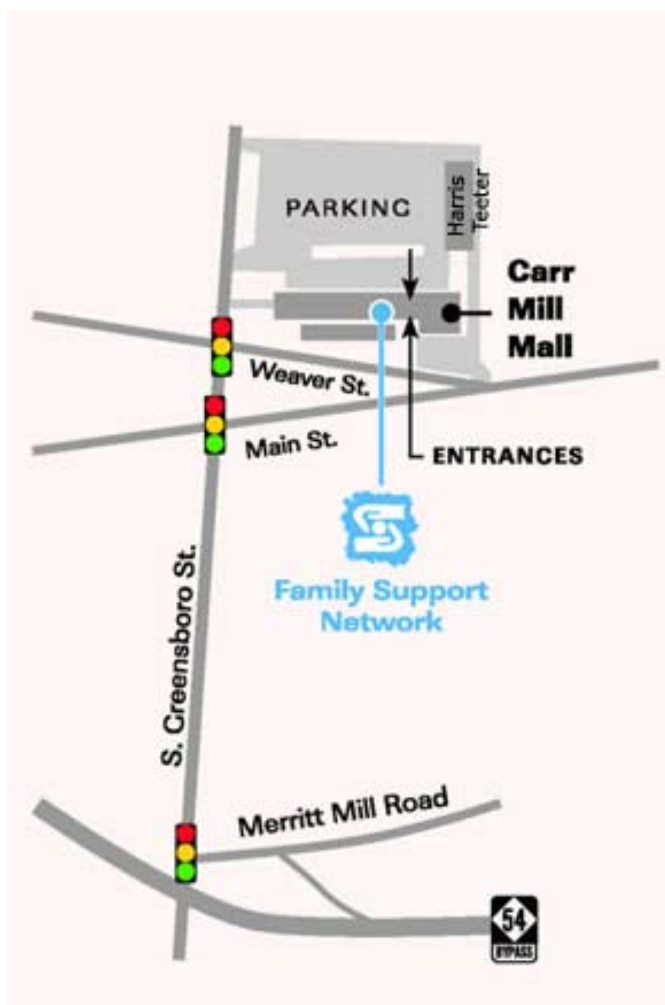 PARKING
Harris
Teeter
Carr
Mill
Mall
Weaver St.
Main St.
ENTRANCES
Family Support
Network
S. Greensboro St.
Merritt Mill Road
54
BYPASS